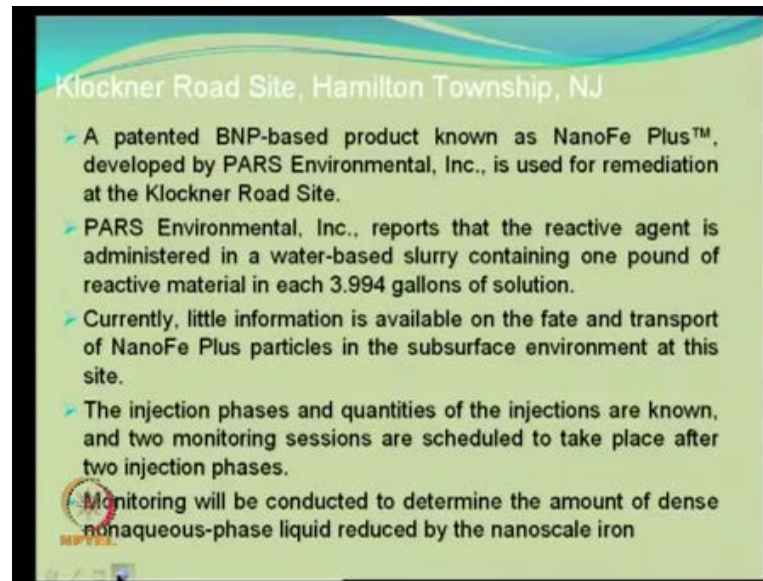 Klockner Road Site, Hamilton Township, NJ
A patented BNP-based product known as NanoFe Plus™,
developed by PARS Environmental, Inc., is used for remediation
at the Klockner Road Site.
PARS Environmental, Inc., reports that the reactive agent is
administered in a water-based slurry containing one pound of
reactive material in each 3.994 gallons of solution.
Currently, little information is available on the fate and transport
of NanoFe Plus particles in the subsurface environment at this
site.
The injection phases and quantities of the injections are known,
and two monitoring sessions are scheduled to take place after
two injection phases.
Monitoring will be conducted to determine the amount of dense
nonaqueous-phase liquid reduced by the nanoscale iron
NPTEL